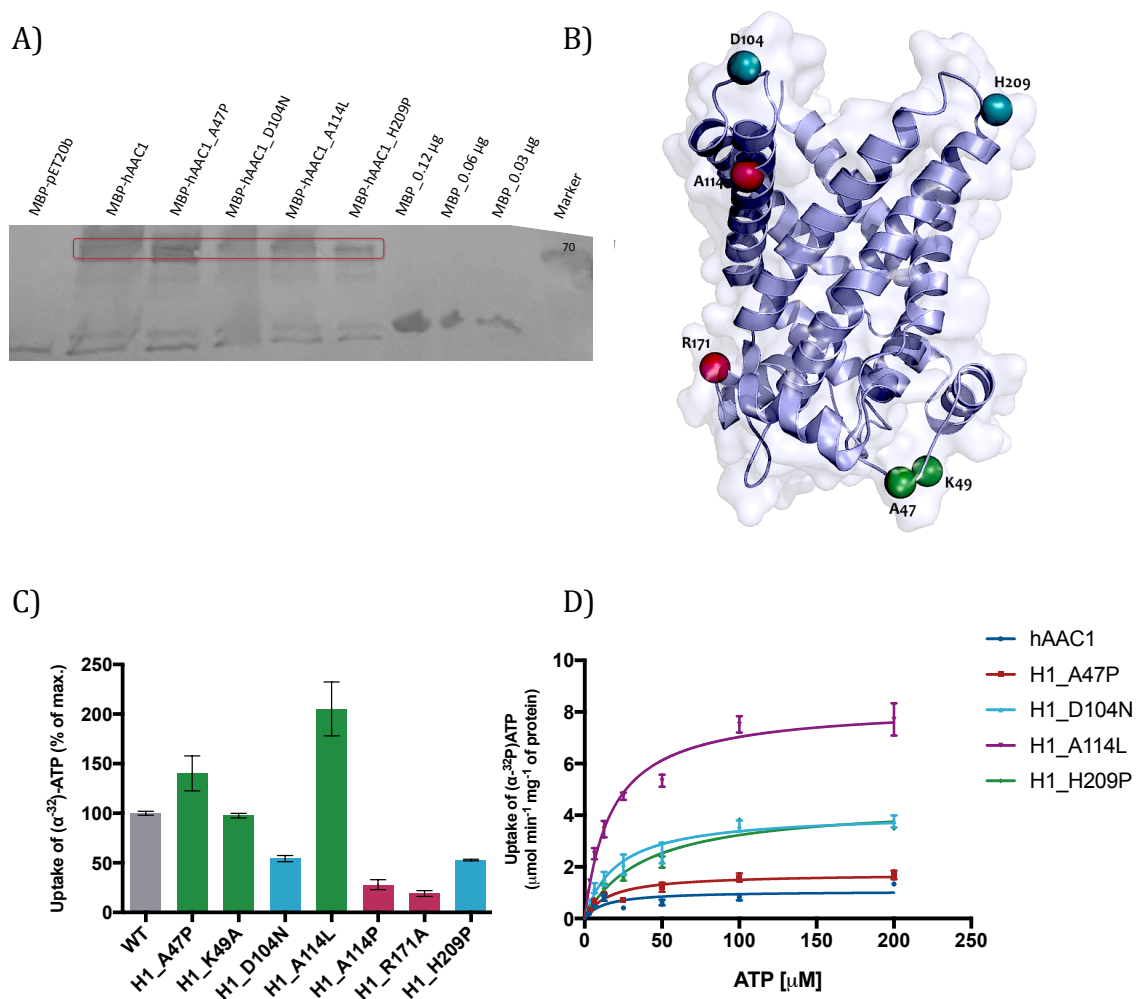 A)
MBP-pET20b
MBP-hAAC1
MBP-hAAC1_A47P
MBP-hAAC1_D104N
MBP-hAAC1_A114L
MBP-hAAC1_H209P
MBP_0.12 µg
MBP_0.06 µg
MBP_0.03 µg
Marker
70
B)
D104
H209
A114
R171
K49
A47
C)
Uptake of (α-³²)-ATP (% of max.)
250
200
150
100
50
0
WT
H1_A47P
H1_K49A
H1_D104N
H1_A114L
H1_A114P
H1_R171A
H1_H209P
D)
Uptake of (α-³²P)ATP
(µmol min⁻¹ mg⁻¹ of protein)
10
8
6
4
2
0
0 50 100 150 200 250
ATP [µM]
hAAC1
H1_A47P
H1_D104N
H1_A114L
H1_H209P